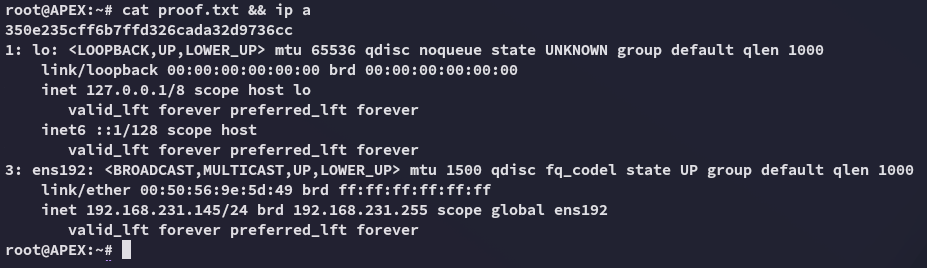 root@APEX:~# cat proof.txt && ip a
350e235cff6b7ffd326cada32d9736cc
1: lo: <LOOPBACK,UP,LOWER_UP> mtu 65536 qdisc noqueue state UNKNOWN group default qlen 1000
    link/loopback 00:00:00:00:00:00 brd 00:00:00:00:00:00
    inet 127.0.0.1/8 scope host lo
       valid_lft forever preferred_lft forever
    inet6 ::1/128 scope host
       valid_lft forever preferred_lft forever
3: ens192: <BROADCAST,MULTICAST,UP,LOWER_UP> mtu 1500 qdisc fq_codel state UP group default qlen 1000
    link/ether 00:50:56:9e:5d:49 brd ff:ff:ff:ff:ff:ff
    inet 192.168.231.145/24 brd 192.168.231.255 scope global ens192
       valid_lft forever preferred_lft forever
root@APEX:~#